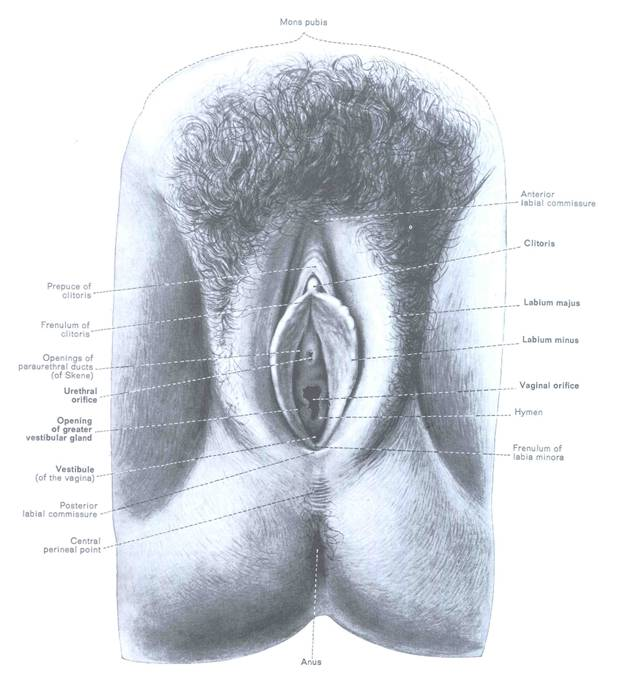 Mons pubis
Anterior
labial commissure
Clitoris
Prepuce of
clitoris
Labium majus
Frenulum of
clitoris
Labium minus
Openings of
paraurethral ducts
(of Skene)
Urethral
orifice
Vaginal orifice
Hymen
Opening
of greater
vestibular gland
Frenulum of
labia minora
Vestibule
(of the vagina)
Posterior
labial commissure
Central
perineal point
Anus